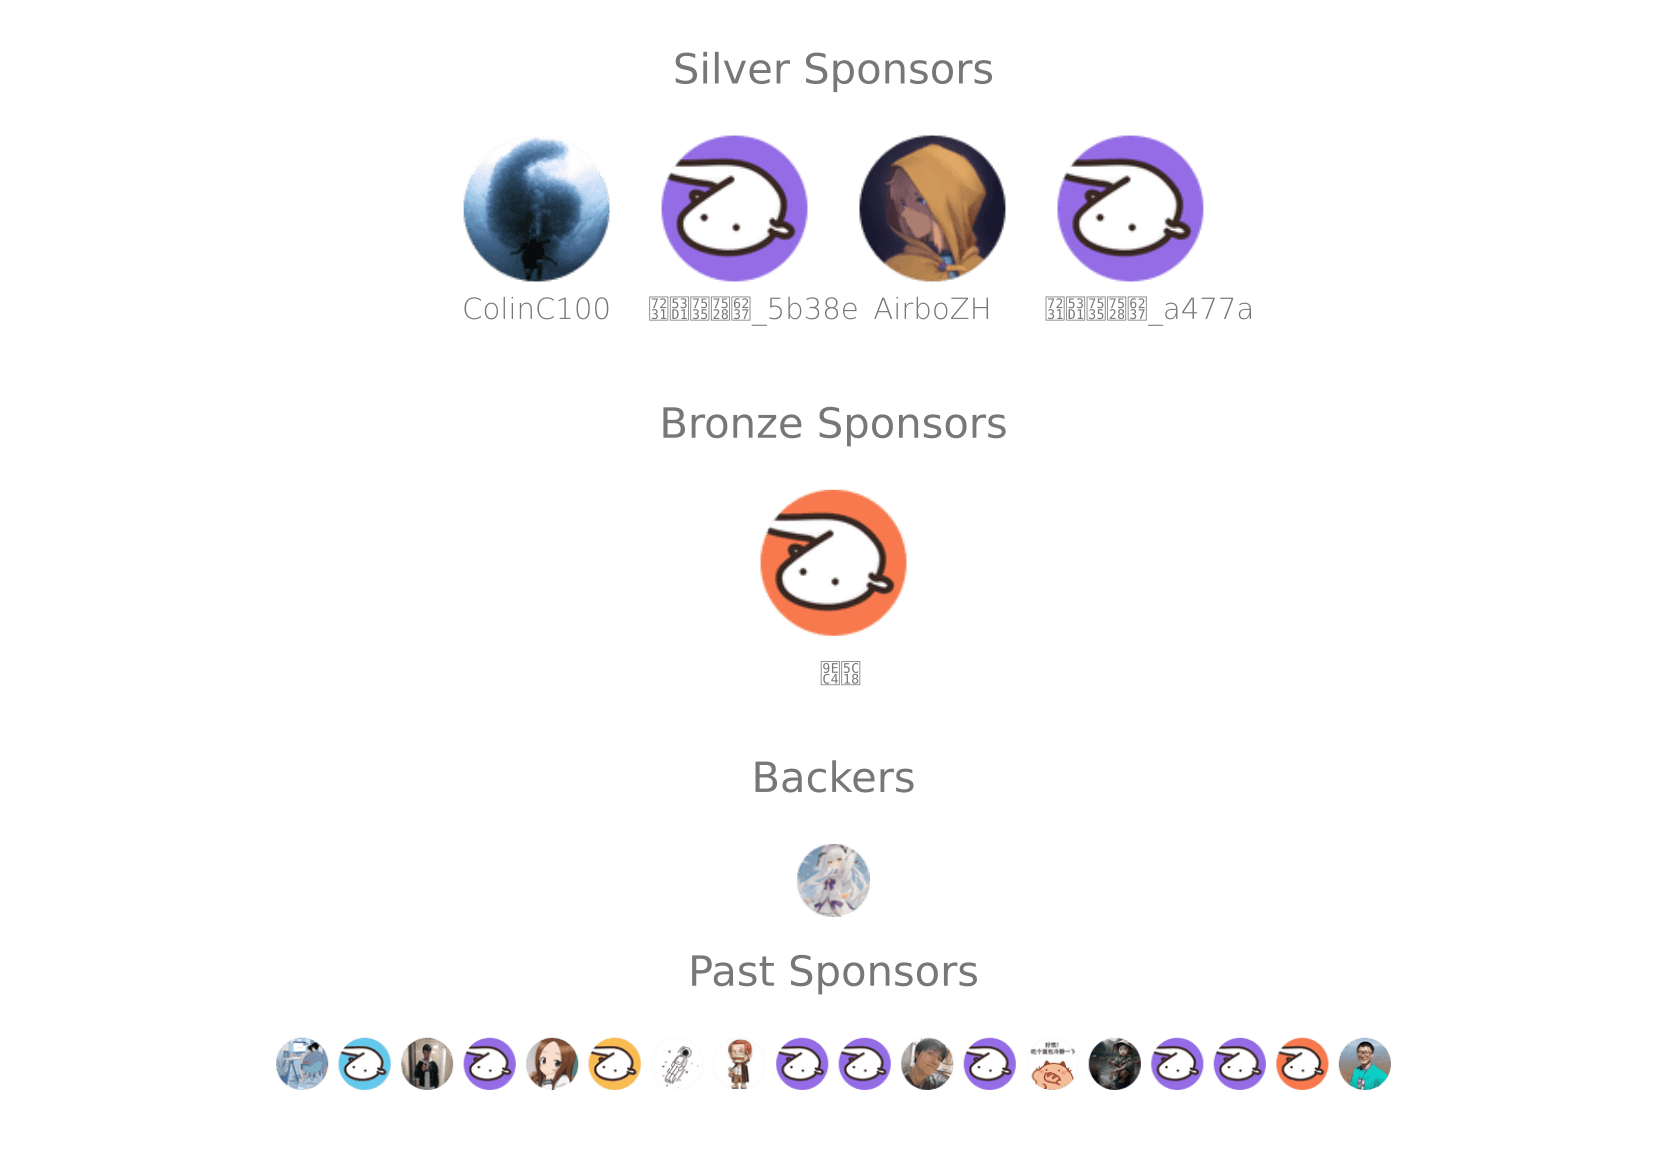 Silver Sponsors
ColinC100 _5b38e AirboZH _a477a
Bronze Sponsors
Backers
Past Sponsors